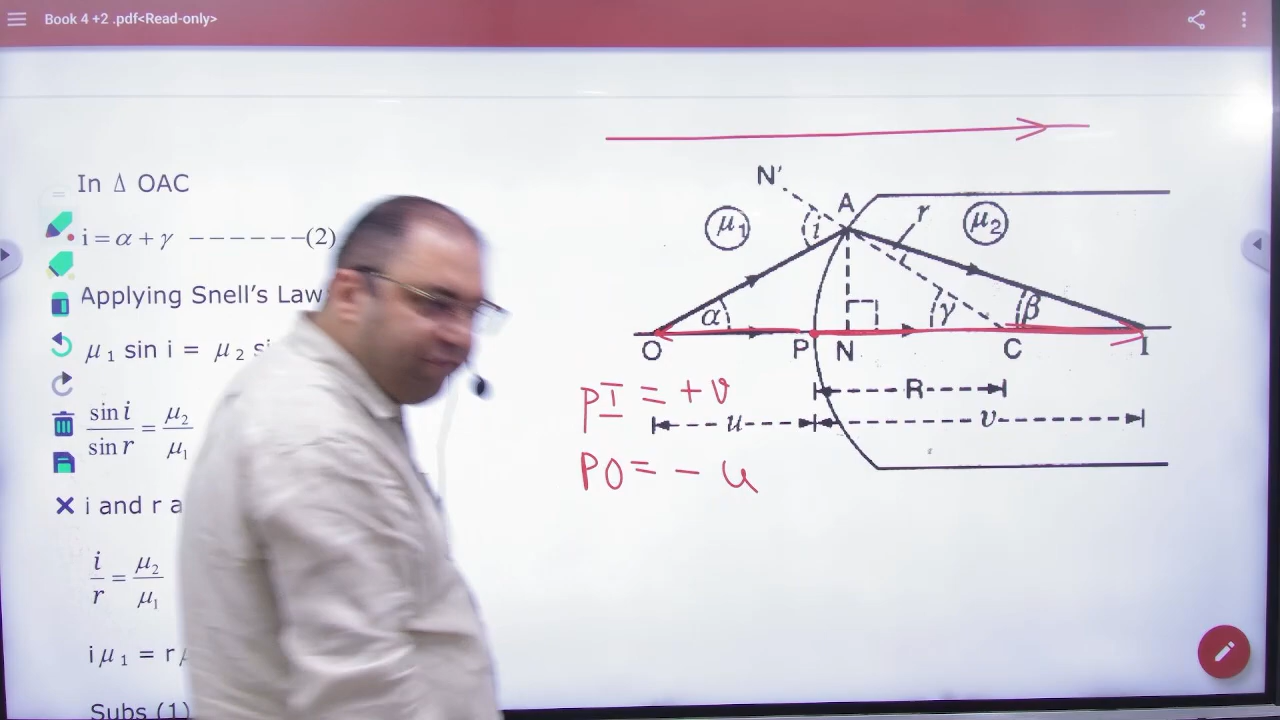 Book 4 +2 .pdf<Read-only>
In Δ OAC
i = α + γ ------(2)
Applying Snell's Law
μ₁ sin i = μ₂
sin i / sin r = μ₂ / μ₁
i and r
i / r = μ₂ / μ₁
i μ₁ = r
Subs (1)
N'
A
r
μ₁
i
μ₂
α
γ
β
O
P
N
C
I
R
PI = + v
u
v
PO = - u